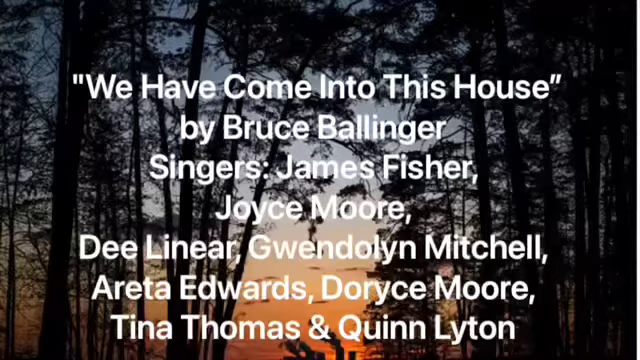 "We Have Come Into This House”
by Bruce Ballinger
Singers: James Fisher,
Joyce Moore,
Dee Linear, Gwendolyn Mitchell,
Areta Edwards, Doryce Moore,
Tina Thomas & Quinn Lyton